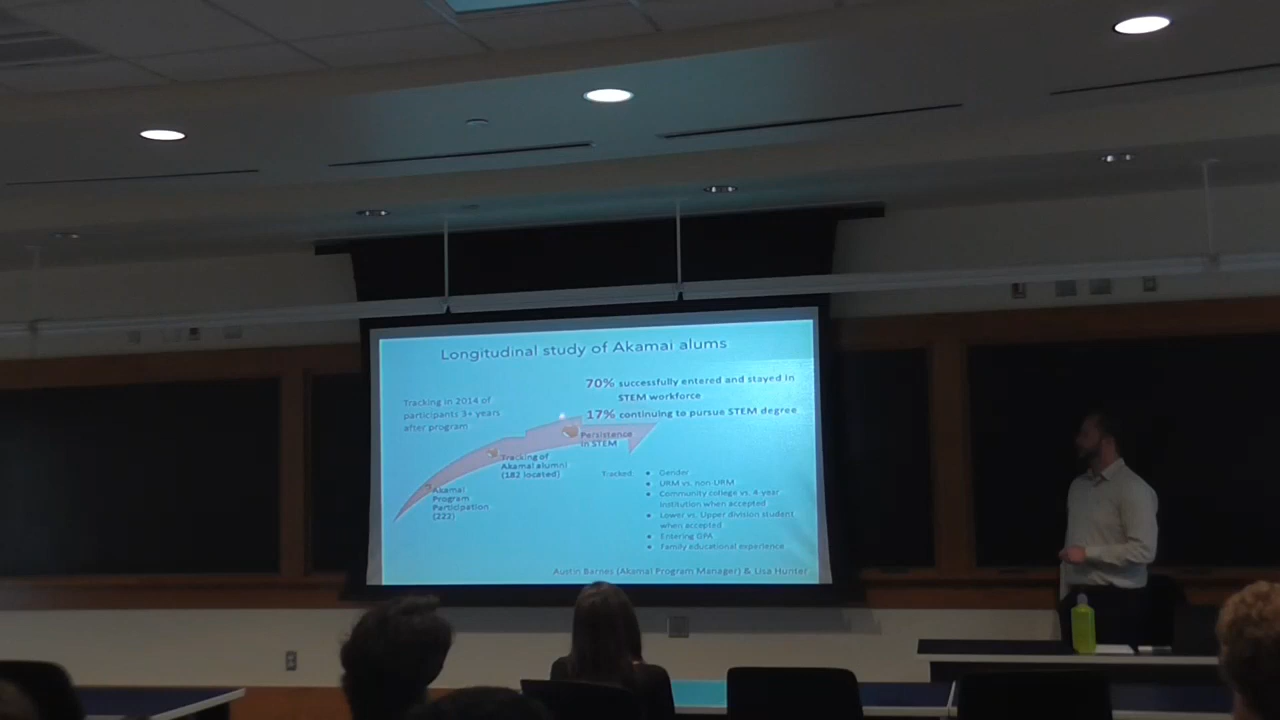 Longitudinal study of Akamai alums
Tracking in 2014 of
participants 3+ years
after program
70% successfully entered and stayed in
STEM workforce
17% continuing to pursue STEM degree
Persistence
in STEM
Tracking of
Akamai alumni
(182 located)
Akamai
Program
Participation
(222)
Tracked:
• Gender
• URM vs. non-URM
• Community college vs. 4-year
institution when accepted
• Lower vs. Upper division student
when accepted
• Entering GPA
• Family educational experience
Austin Barnes (Akamai Program Manager) & Lisa Hunter